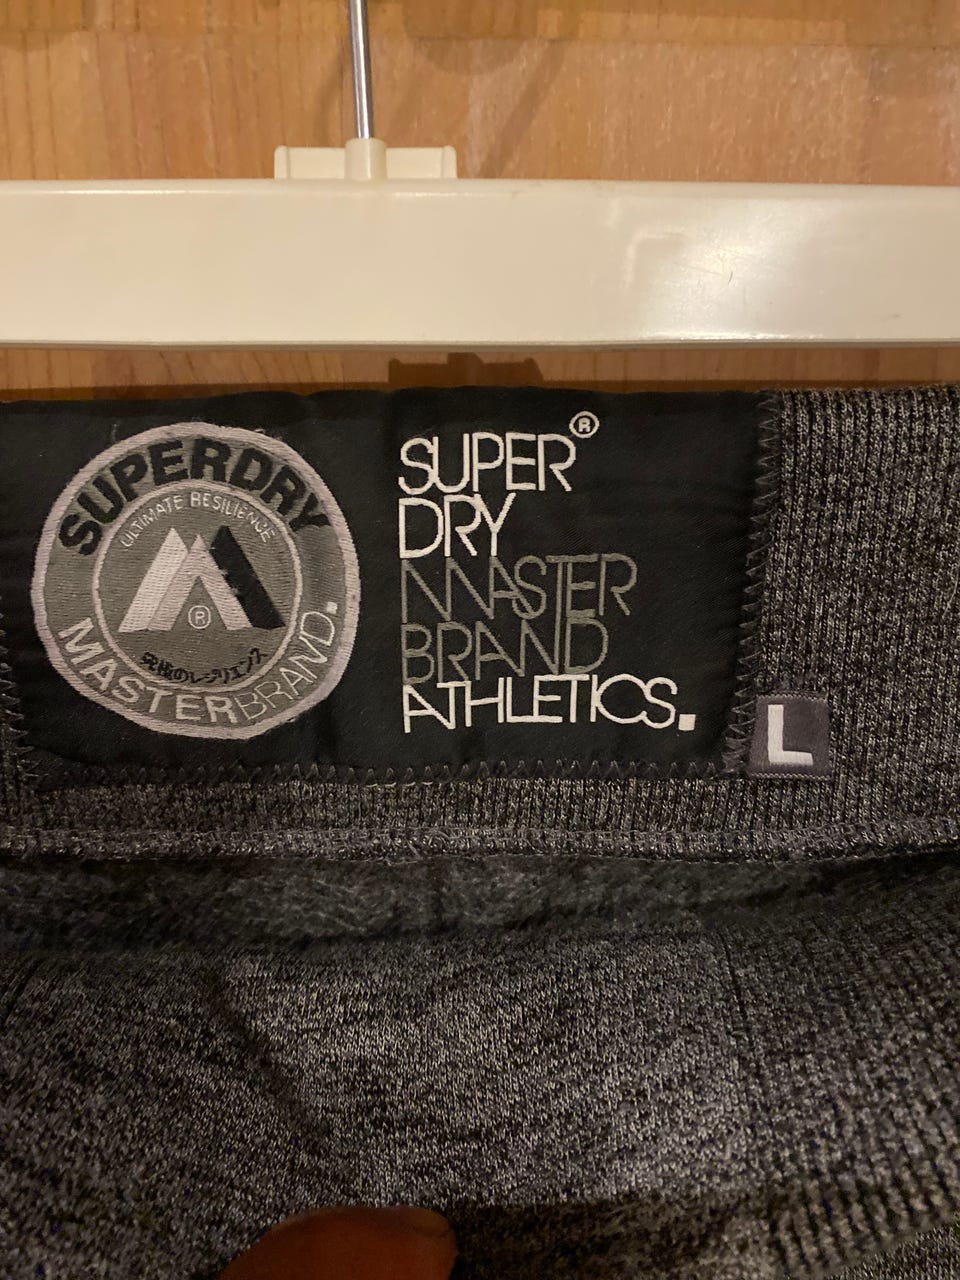 SUPERDRY
ULTIMATE RESILIENCE
®
究極のレジリエンス
MASTERBRAND.
SUPER®
DRY
MASTER
BRAND
ATHLETICS.
L